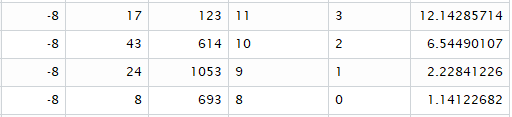 -8 17 123 11 3 12.14285714
-8 43 614 10 2 6.54490107
-8 24 1053 9 1 2.22841226
-8 8 693 8 0 1.14122682